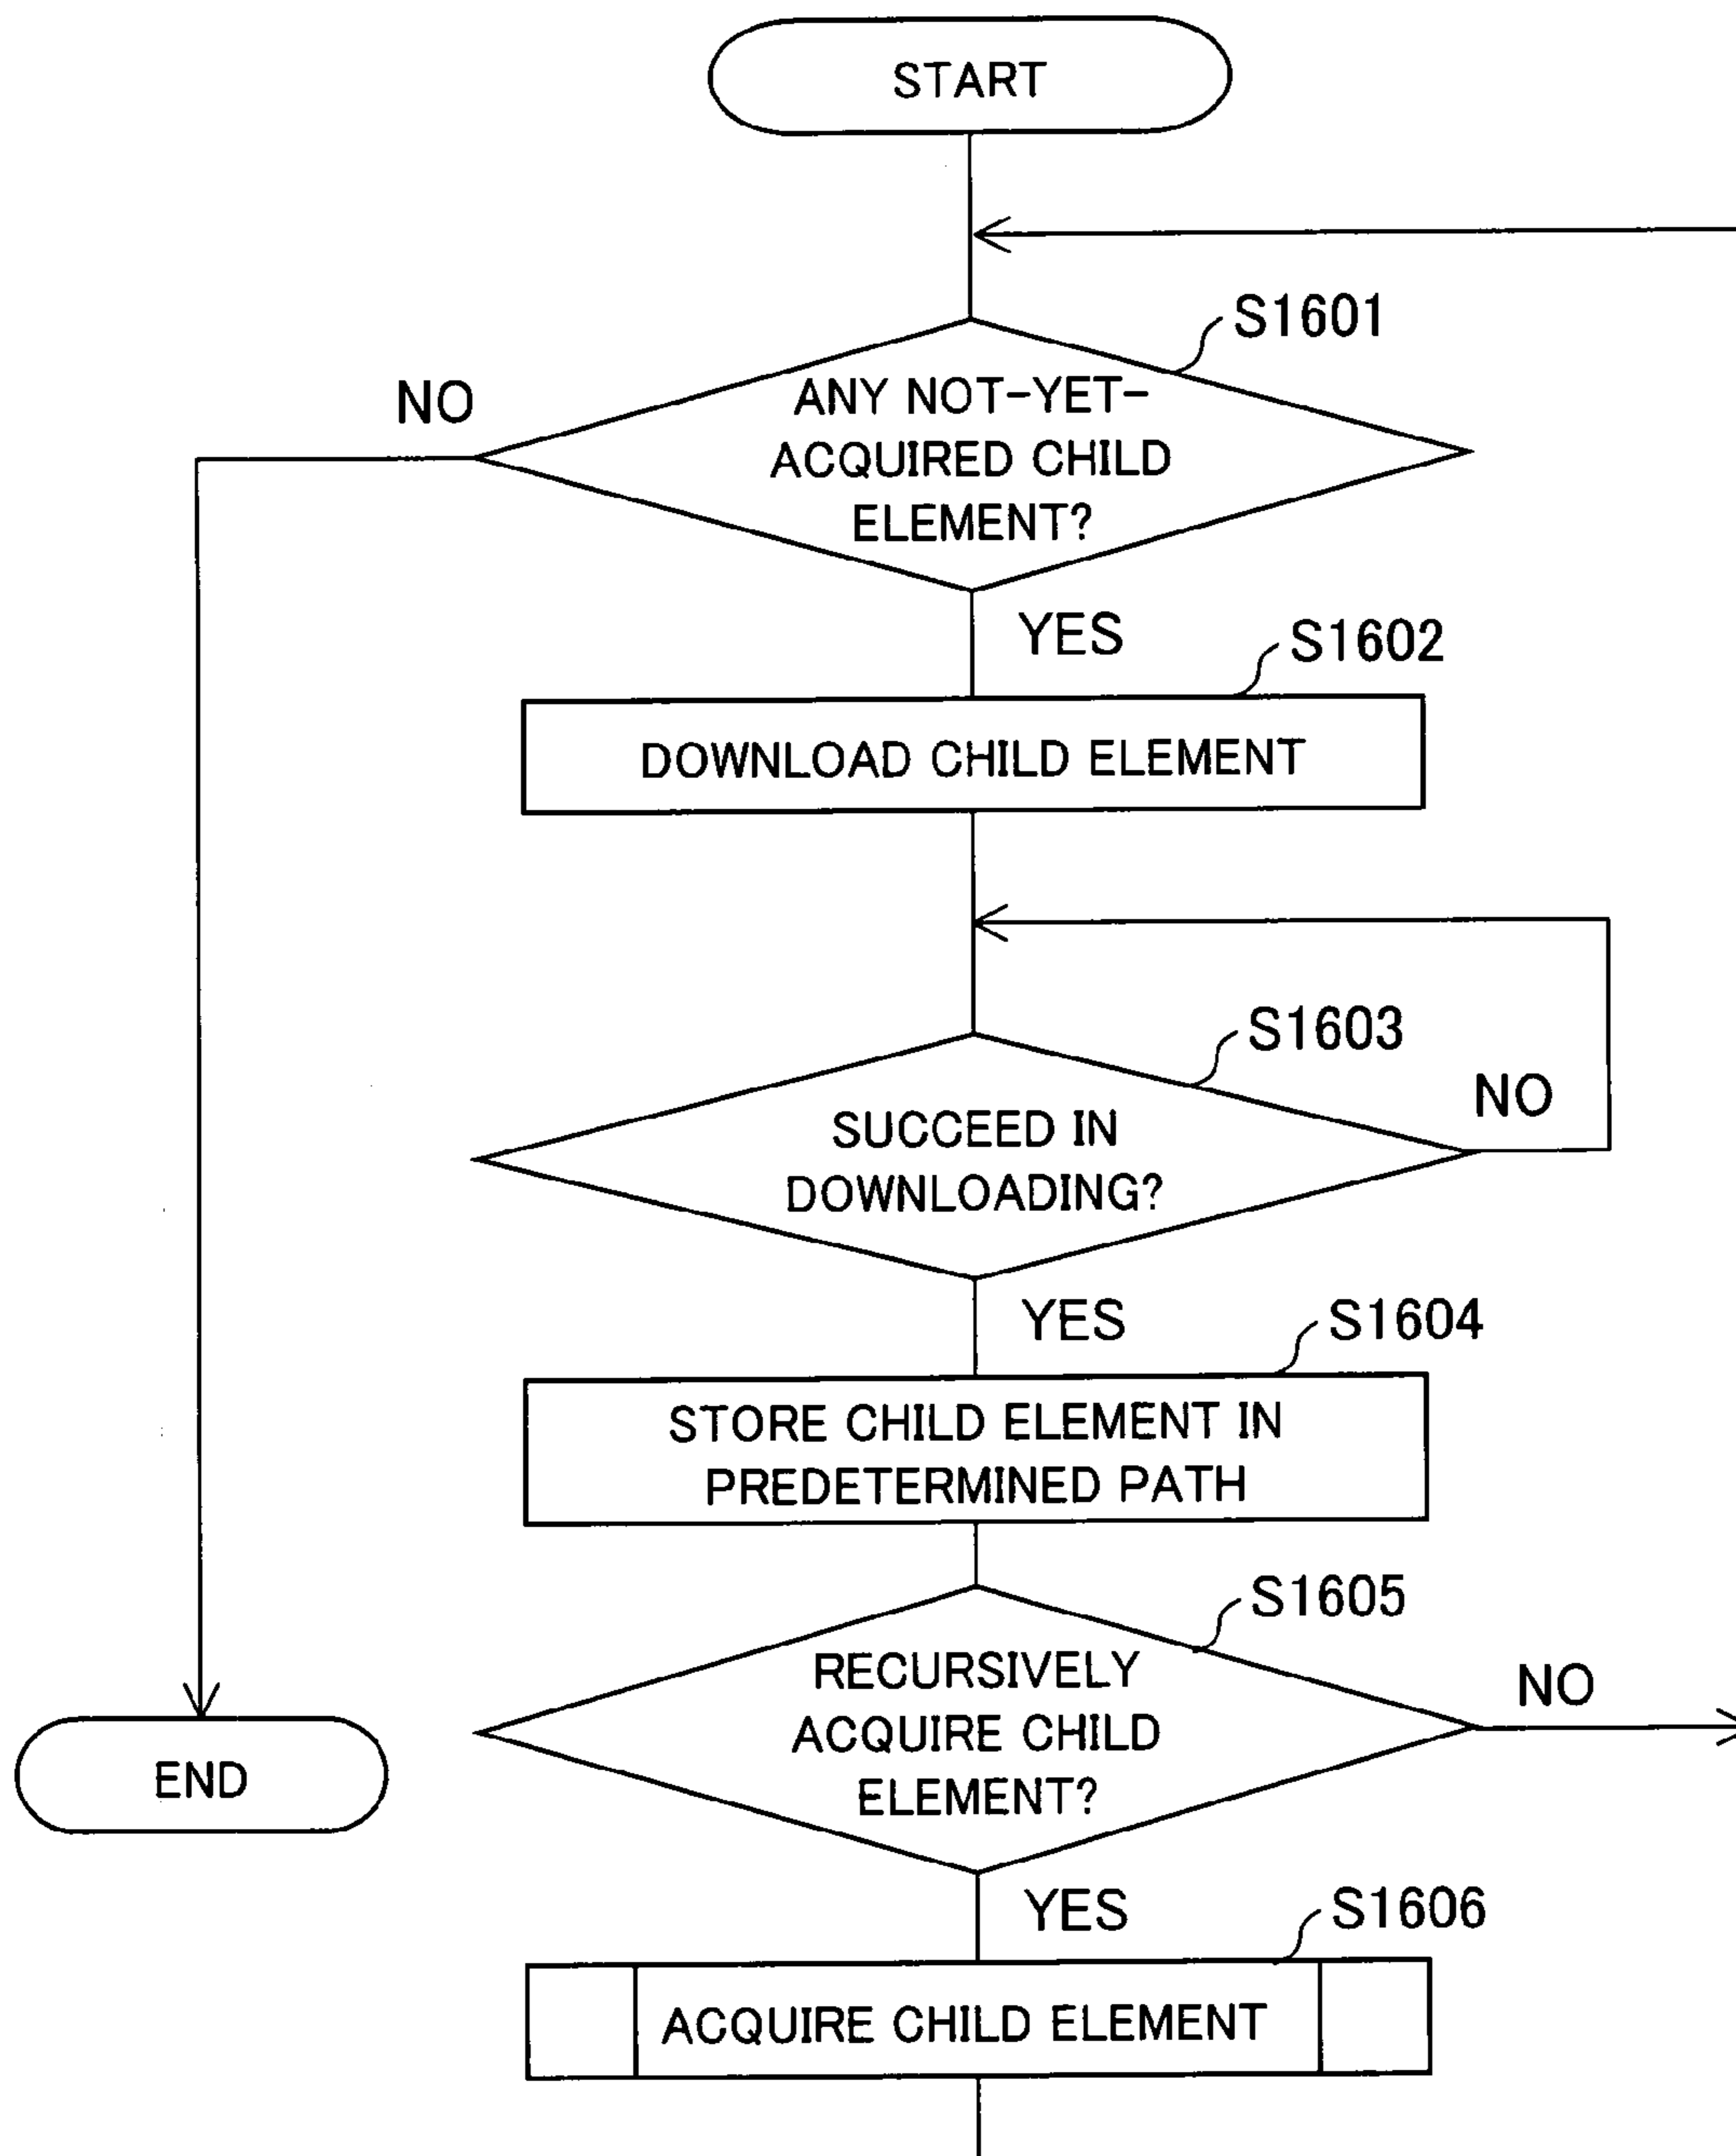 START
S1601
NO
ANY NOT-YET-
ACQUIRED CHILD
ELEMENT?
YES
S1602
DOWNLOAD CHILD ELEMENT
S1603
NO
SUCCEED IN
DOWNLOADING?
YES
S1604
STORE CHILD ELEMENT IN
PREDETERMINED PATH
S1605
RECURSIVELY
ACQUIRE CHILD
ELEMENT?
NO
END
YES
S1606
ACQUIRE CHILD ELEMENT